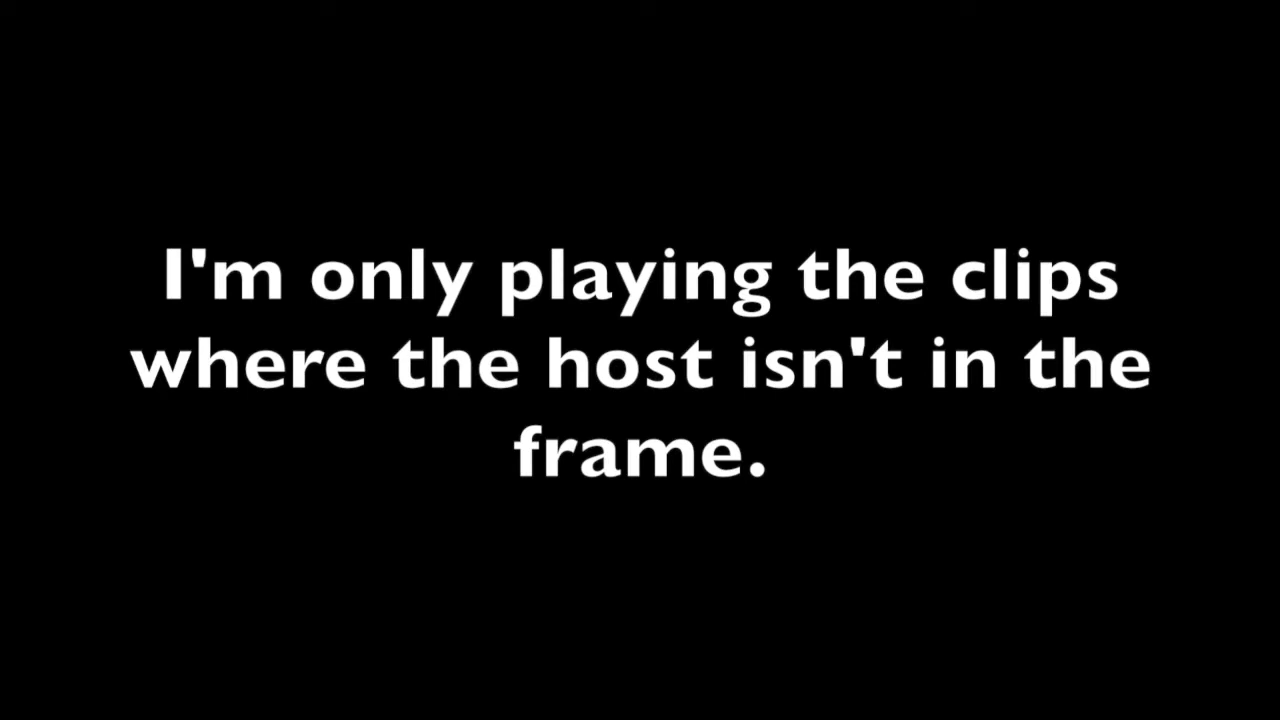 I'm only playing the clips
where the host isn't in the
frame.